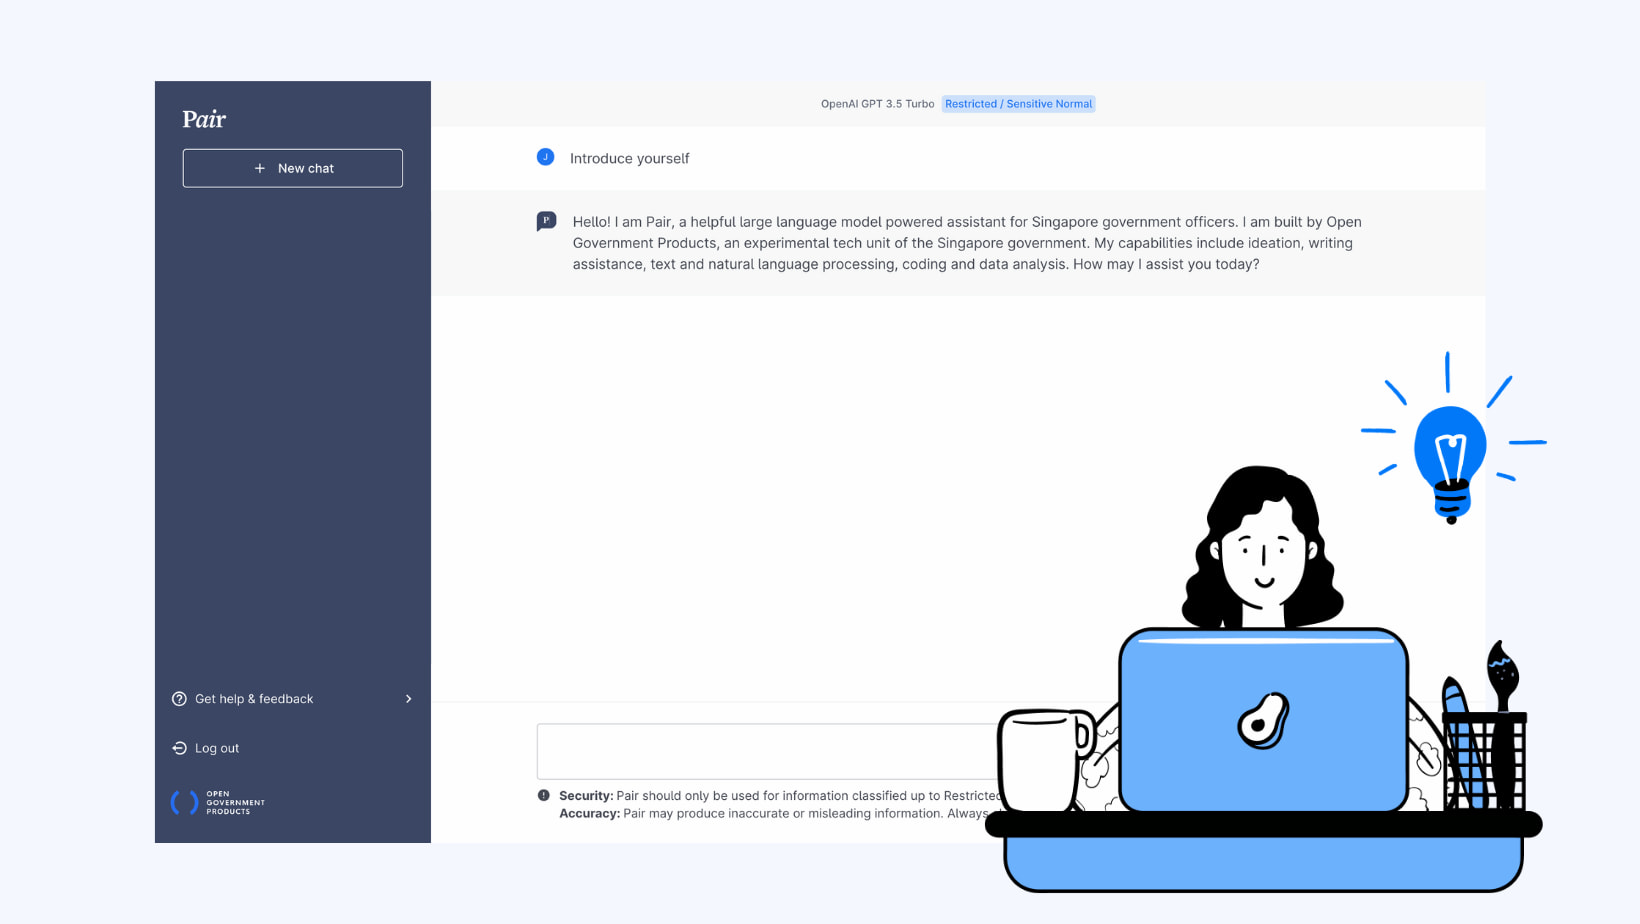 Pair
+ New chat
OpenAI GPT 3.5 Turbo Restricted / Sensitive Normal
J Introduce yourself
P Hello! I am Pair, a helpful large language model powered assistant for Singapore government officers. I am built by Open
Government Products, an experimental tech unit of the Singapore government. My capabilities include ideation, writing
assistance, text and natural language processing, coding and data analysis. How may I assist you today?
Get help & feedback
Log out
OPEN
GOVERNMENT
PRODUCTS
Security: Pair should only be used for information classified up to Restricted
Accuracy: Pair may produce inaccurate or misleading information. Always